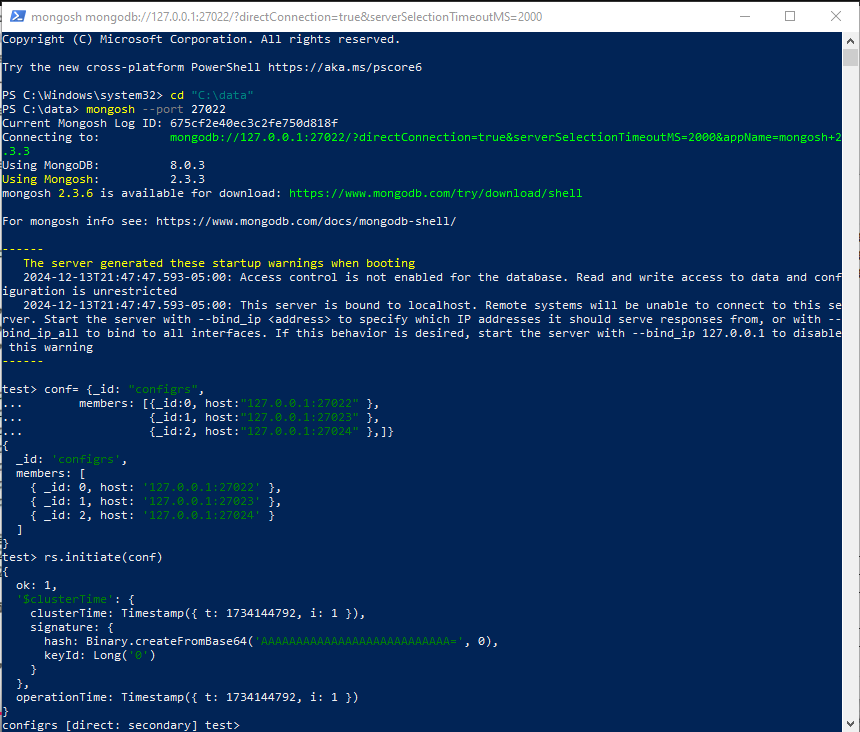 mongosh mongodb://127.0.0.1:27022/?directConnection=true&serverSelectionTimeoutMS=2000
Copyright (C) Microsoft Corporation. All rights reserved.
Try the new cross-platform PowerShell https://aka.ms/pscore6
PS C:\Windows\system32> cd "C:\data"
PS C:\data> mongosh --port 27022
Current Mongosh Log ID: 675cf2e40ec3c2fe750d818f
Connecting to:          mongodb://127.0.0.1:27022/?directConnection=true&serverSelectionTimeoutMS=2000&appName=mongosh+2
.3.3
Using MongoDB:          8.0.3
Using Mongosh:          2.3.3
mongosh 2.3.6 is available for download: https://www.mongodb.com/try/download/shell
For mongosh info see: https://www.mongodb.com/docs/mongodb-shell/
------
   The server generated these startup warnings when booting
   2024-12-13T21:47:47.593-05:00: Access control is not enabled for the database. Read and write access to data and conf
iguration is unrestricted
   2024-12-13T21:47:47.593-05:00: This server is bound to localhost. Remote systems will be unable to connect to this se
rver. Start the server with --bind_ip <address> to specify which IP addresses it should serve responses from, or with --
bind_ip_all to bind to all interfaces. If this behavior is desired, start the server with --bind_ip 127.0.0.1 to disable
 this warning
------
test> conf= {_id: "configrs",
...        members: [{_id:0, host:"127.0.0.1:27022" },
...                  {_id:1, host:"127.0.0.1:27023" },
...                  {_id:2, host:"127.0.0.1:27024" },]}
{
  _id: 'configrs',
  members: [
    { _id: 0, host: '127.0.0.1:27022' },
    { _id: 1, host: '127.0.0.1:27023' },
    { _id: 2, host: '127.0.0.1:27024' }
  ]
}
test> rs.initiate(conf)
{
  ok: 1,
  '$clusterTime': {
    clusterTime: Timestamp({ t: 1734144792, i: 1 }),
    signature: {
      hash: Binary.createFromBase64('AAAAAAAAAAAAAAAAAAAAAAAAAAA=', 0),
      keyId: Long('0')
    }
  },
  operationTime: Timestamp({ t: 1734144792, i: 1 })
}
configrs [direct: secondary] test>